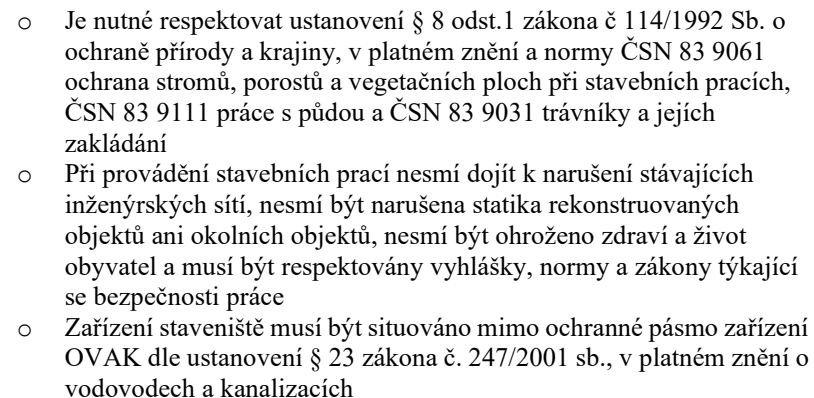 o Je nutné respektovat ustanovení § 8 odst.1 zákona č 114/1992 Sb. o
ochraně přírody a krajiny, v platném znění a normy ČSN 83 9061
ochrana stromů, porostů a vegetačních ploch při stavebních pracích,
ČSN 83 9111 práce s půdou a ČSN 83 9031 trávníky a jejích
zakládání
o Při provádění stavebních prací nesmí dojít k narušení stávajících
inženýrských sítí, nesmí být narušena statika rekonstruovaných
objektů ani okolních objektů, nesmí být ohroženo zdraví a život
obyvatel a musí být respektovány vyhlášky, normy a zákony týkající
se bezpečnosti práce
o Zařízení staveniště musí být situováno mimo ochranné pásmo zařízení
OVAK dle ustanovení § 23 zákona č. 247/2001 sb., v platném znění o
vodovodech a kanalizacích